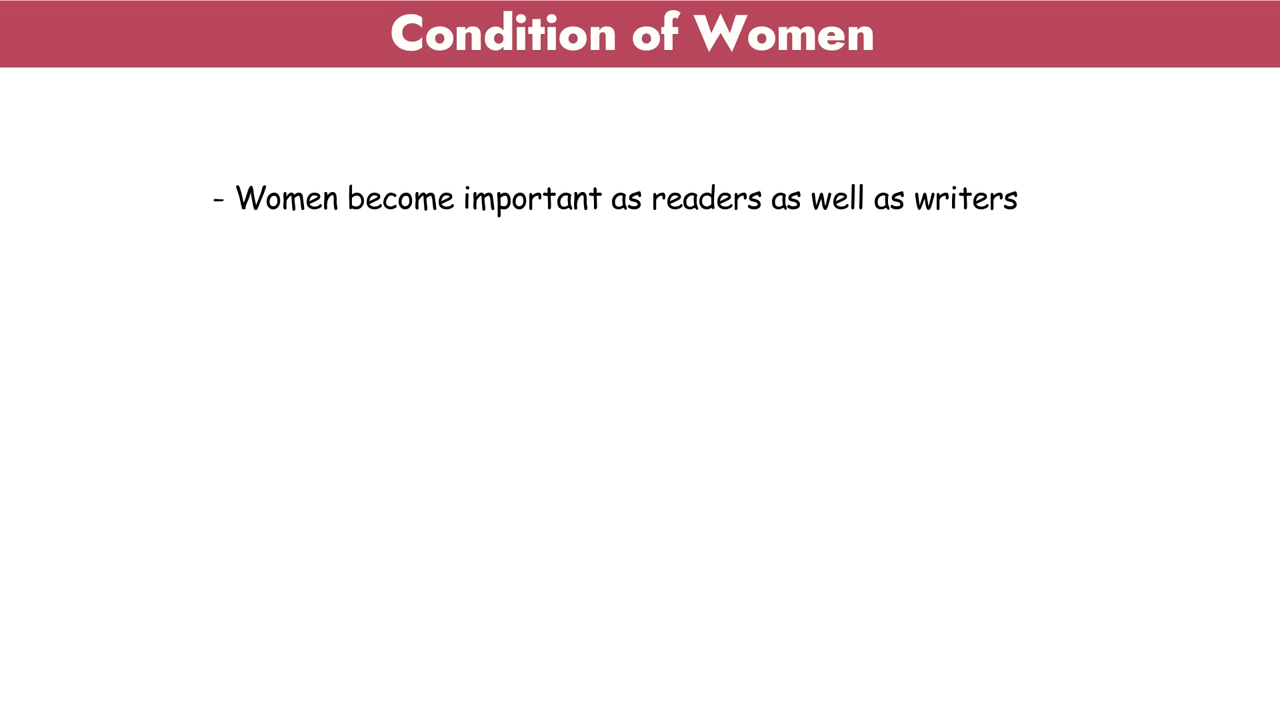 Condition of Women
- Women become important as readers as well as writers